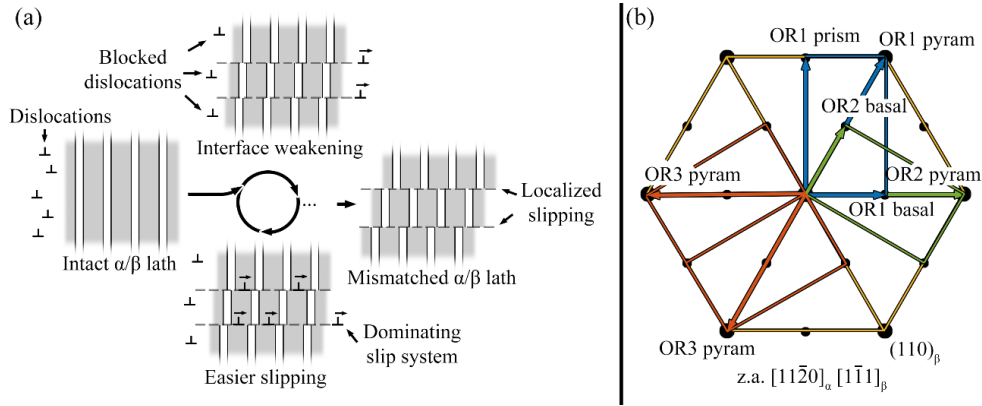 (a)
Blocked
dislocations
Dislocations
Interface weakening
Intact α/β lath
...
Localized
slipping
Mismatched α/β lath
Dominating
slip system
Easier slipping
(b)
OR1 prism
OR1 pyram
OR2 basal
OR3 pyram
OR2 pyram
OR1 basal
OR3 pyram
(110)β
z.a. [112̄0]α [11̄1]β